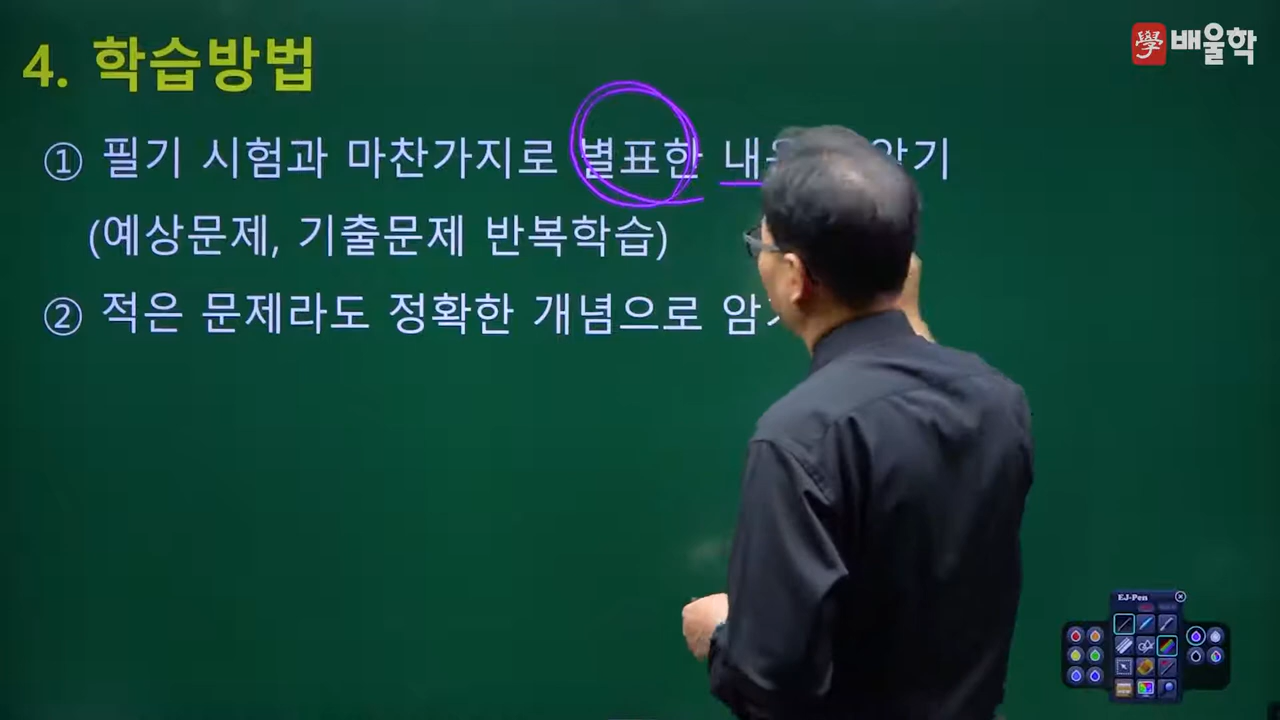 4. 학습방법
學 배울학
① 필기 시험과 마찬가지로 별표한 암기
(예상문제, 기출문제 반복학습)
② 적은 문제라도 정확한 개념으로
EJ-Pen